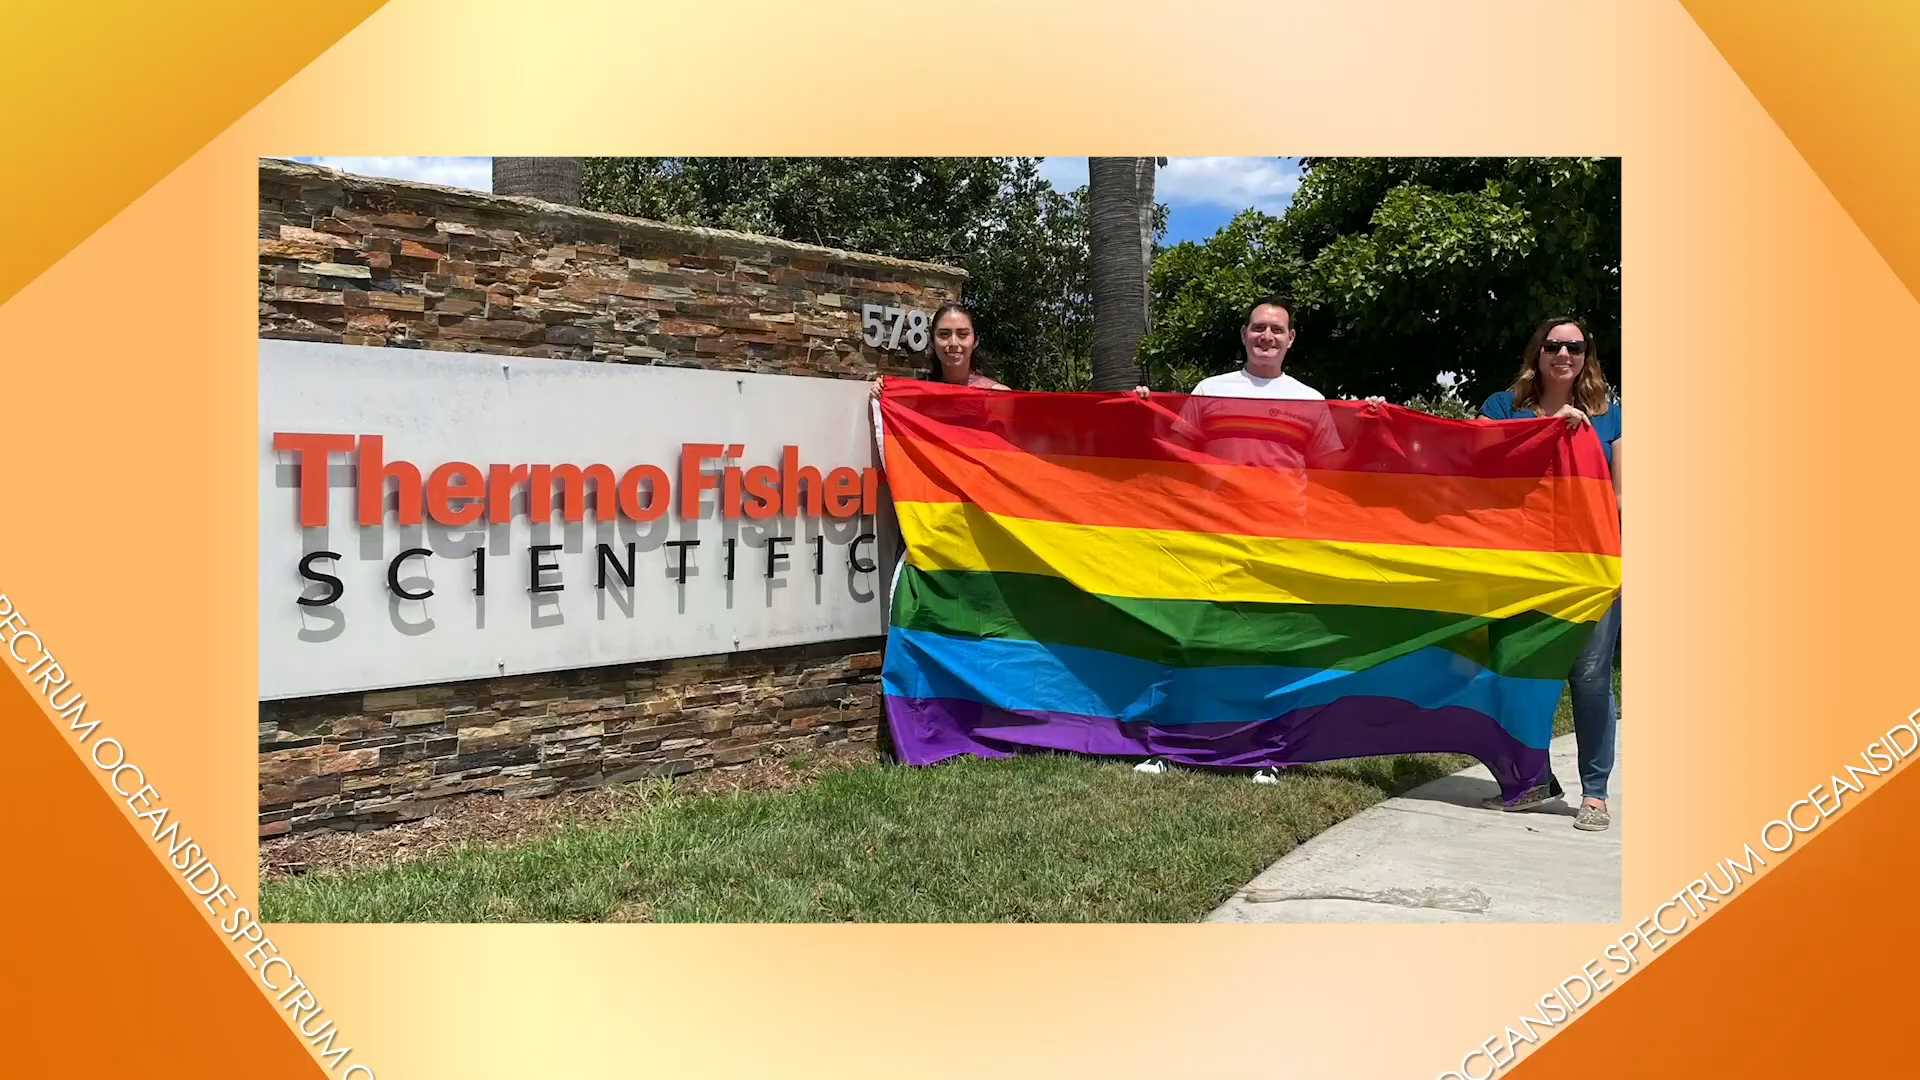 578
ThermoFisher
SCIENTIFIC
SPECTRUM OCEANSIDE SPECTRUM
OCEANSIDE SPECTRUM OCEANSIDE